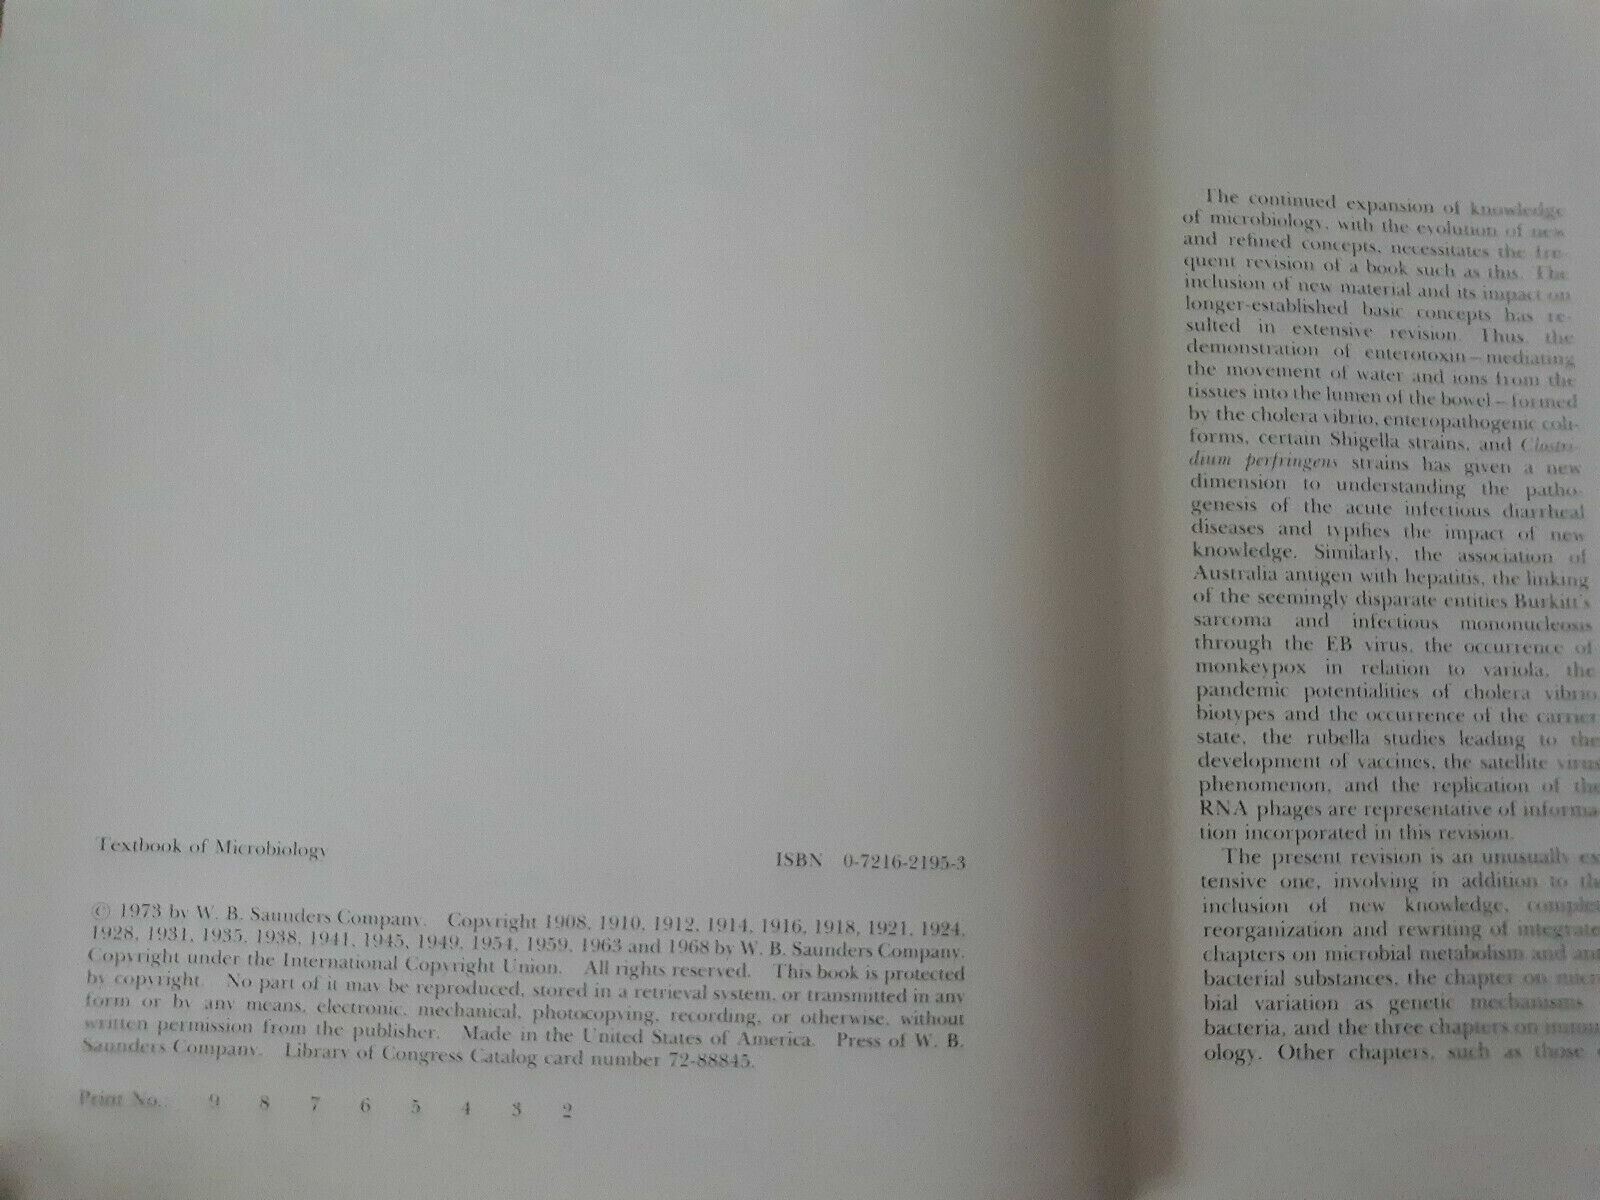 Textbook of Microbiology
ISBN 0-7216-2195-3
© 1973 by W. B. Saunders Company. Copyright 1908, 1910, 1912, 1914, 1916, 1918, 1921, 1924,
1928, 1931, 1935, 1938, 1941, 1945, 1949, 1954, 1959, 1963 and 1968 by W. B. Saunders Company.
Copyright under the International Copyright Union. All rights reserved. This book is protected
by copyright. No part of it may be reproduced, stored in a retrieval system, or transmitted in any
form or by any means, electronic, mechanical, photocopying, recording, or otherwise, without
written permission from the publisher. Made in the United States of America. Press of W. B.
Saunders Company. Library of Congress Catalog card number 72-88845.
Print No.: 9 8 7 6 5 4 3 2
The continued expansion of knowledge
of microbiology, with the evolution of new
and refined concepts, necessitates the fre-
quent revision of a book such as this. The
inclusion of new material and its impact on
longer-established basic concepts has re-
sulted in extensive revision. Thus, the
demonstration of enterotoxin—mediating
the movement of water and ions from the
tissues into the lumen of the bowel—formed
by the cholera vibrio, enteropathogenic coli-
forms, certain Shigella strains, and Clostri-
dium perfringens strains has given a new
dimension to understanding the patho-
genesis of the acute infectious diarrheal
diseases and typifies the impact of new
knowledge. Similarly, the association of
Australia antigen with hepatitis, the linking
of the seemingly disparate entities Burkitt's
sarcoma and infectious mononucleosis
through the EB virus, the occurrence of
monkeypox in relation to variola, the
pandemic potentialities of cholera vibrio
biotypes and the occurrence of the carrier
state, the rubella studies leading to the
development of vaccines, the satellite virus
phenomenon, and the replication of the
RNA phages are representative of informa-
tion incorporated in this revision.
The present revision is an unusually ex
tensive one, involving in addition to the
inclusion of new knowledge, complet
reorganization and rewriting of integrate
chapters on microbial metabolism and ant
bacterial substances, the chapter on micr
bial variation as genetic mechanisms
bacteria, and the three chapters on immu
ology. Other chapters, such as those